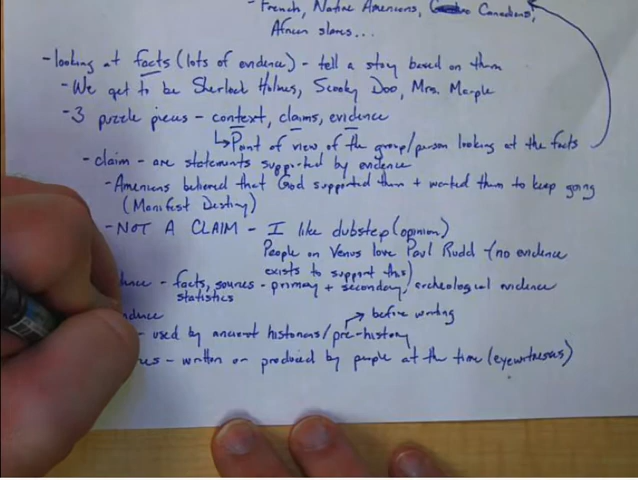 - French, Native Americans, Canadians,
African slaves...
- looking at facts (lots of evidence) - tell a story based on them
- We get to be Sherlock Holmes, Scooby Doo, Mrs. Marple
- 3 puzzle pieces - context, claims, evidence
↳ Point of view of the group/person looking at the facts
- claim - are statements supported by evidence
- Americans believed that God supported them + wanted them to keep going
(Manifest Destiny)
- NOT A CLAIM - I like dubstep (opinion)
People on Venus love Paul Rudd - (no evidence
exists to support this)
dence - facts, sources - primary + secondary, archeological evidence
statistics
→ before writing
idence
- used by ancient historians/pre-history
ces - written or produced by people at the time (eyewitnesses)